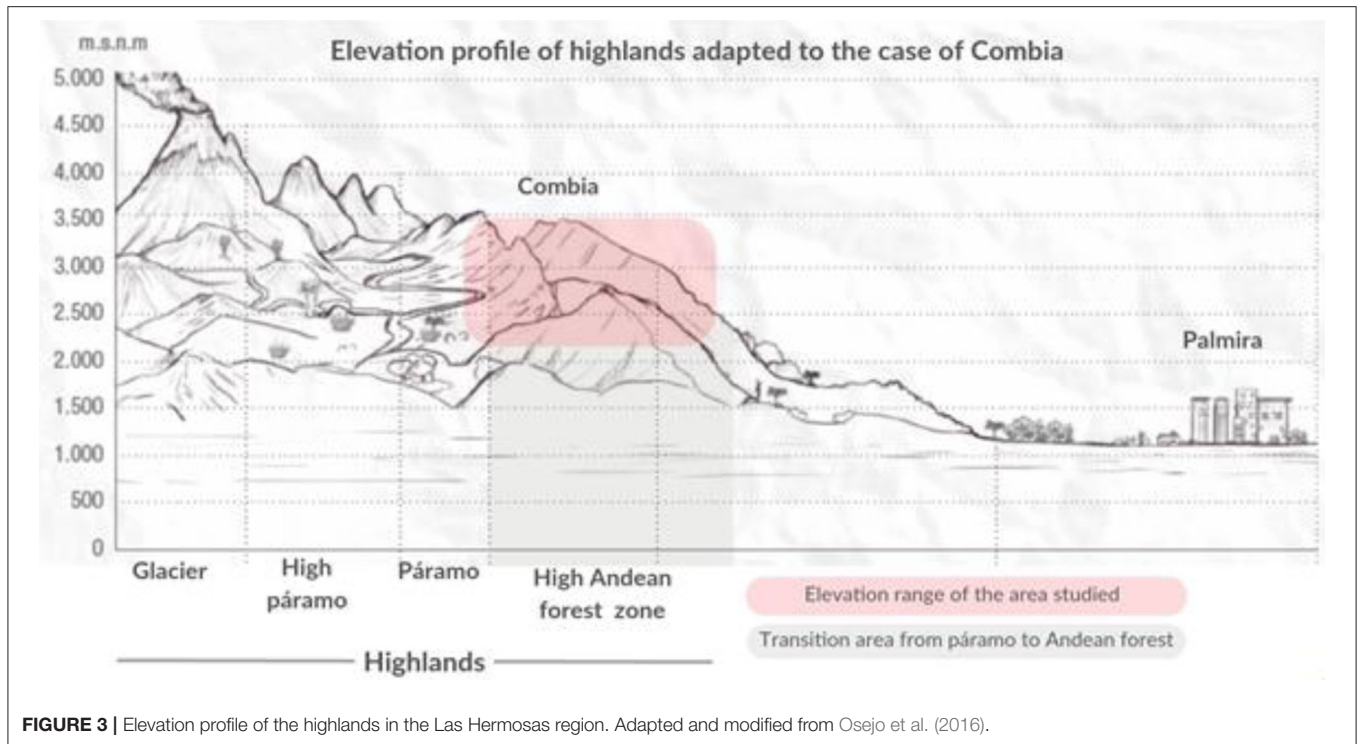 m.s.n.m
Elevation profile of highlands adapted to the case of Combia
5.000
4.500
4.000
Combia
3.500
3.000
2.500
Palmira
2.000
1.500
1.000
500
0
Glacier
High
páramo
Páramo
High Andean
forest zone
Elevation range of the area studied
Transition area from páramo to Andean forest
Highlands
FIGURE 3 | Elevation profile of the highlands in the Las Hermosas region. Adapted and modified from Osejo et al. (2016).